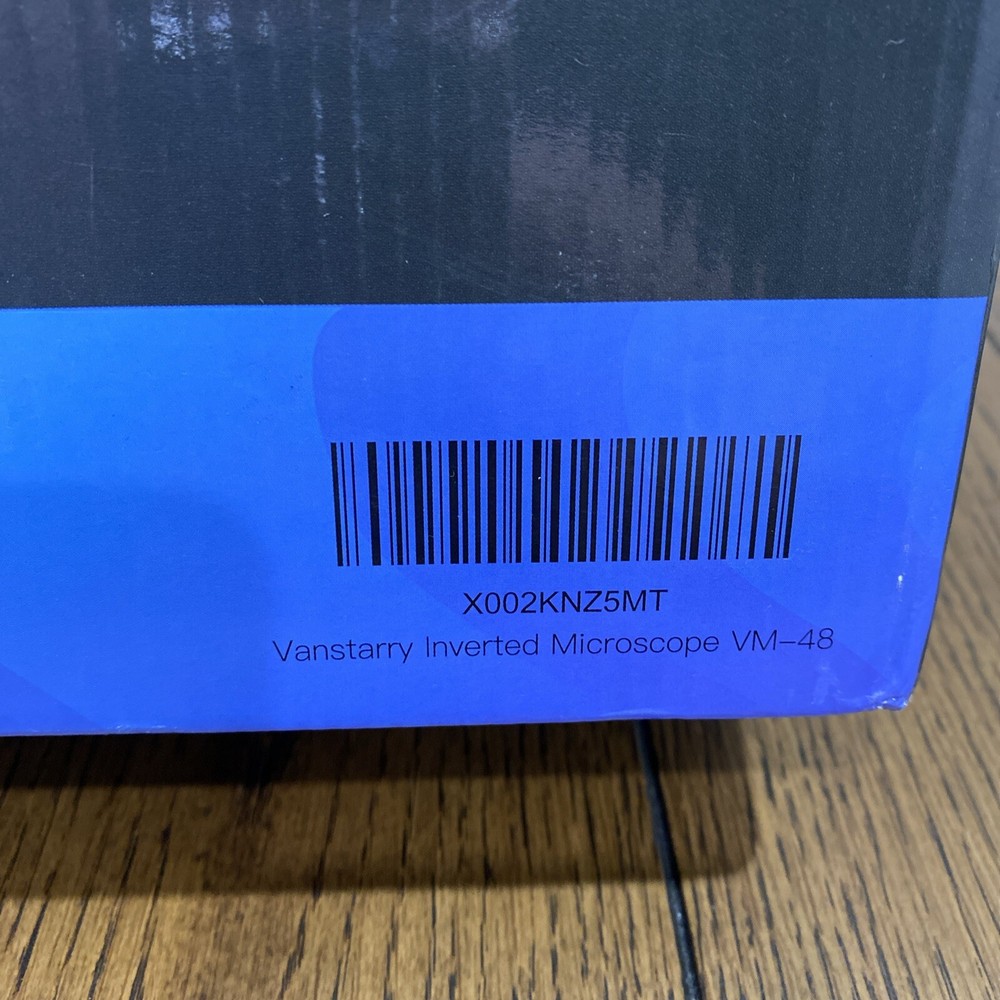 X002KNZ5MT
Vanstarry Inverted Microscope VM-48